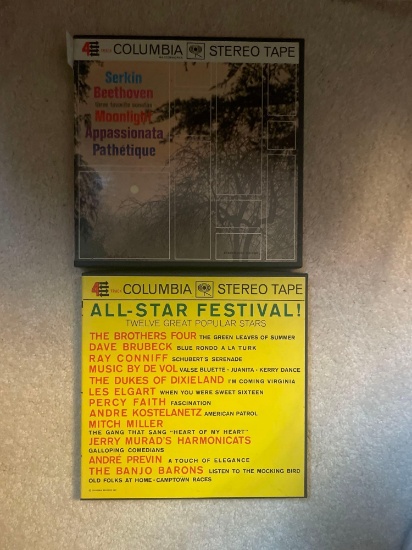 4 COLUMBIA STEREO TAPE
Serkin
Beethoven
three favorite sonatas
Moonlight
Appassionata
Pathétique
4 COLUMBIA STEREO TAPE
ALL-STAR FESTIVAL!
TWELVE GREAT POPULAR STARS
THE BROTHERS FOUR THE GREEN LEAVES OF SUMMER
DAVE BRUBECK BLUE RONDO A LA TURK
RAY CONNIFF SCHUBERT'S SERENADE
MUSIC BY DE VOL VALSE BLUETTE · JUANITA · KERRY DANCE
THE DUKES OF DIXIELAND I'M COMING VIRGINIA
LES ELGART WHEN YOU WERE SWEET SIXTEEN
PERCY FAITH FASCINATION
ANDRE KOSTELANETZ AMERICAN PATROL
MITCH MILLER
THE GANG THAT SANG "HEART OF MY HEART"
JERRY MURAD'S HARMONICATS
GALLOPING COMEDIANS
ANDRÉ PREVIN A TOUCH OF ELEGANCE
THE BANJO BARONS LISTEN TO THE MOCKING BIRD
OLD FOLKS AT HOME · CAMPTOWN RACES